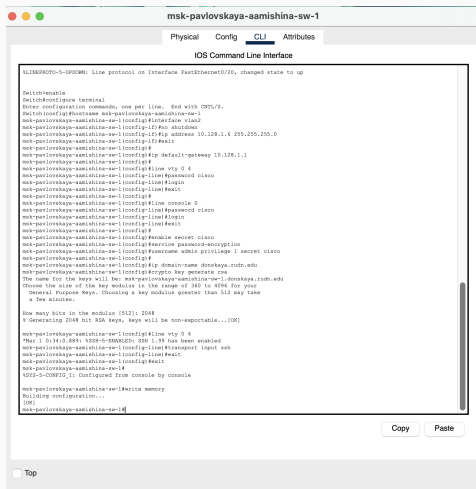 msk-pavlovskaya-aamishina-sw-1
Physical Config CLI Attributes
IOS Command Line Interface
%LINEPROTO-5-UPDOWN: Line protocol on Interface FastEthernet0/20, changed state to up
Switch>enable
Switch#configure terminal
Enter configuration commands, one per line. End with CNTL/Z.
Switch(config)#hostname msk-pavlovskaya-aamishina-sw-1
msk-pavlovskaya-aamishina-sw-1(config)#interface vlan2
msk-pavlovskaya-aamishina-sw-1(config-if)#no shutdown
msk-pavlovskaya-aamishina-sw-1(config-if)#ip address 10.128.1.6 255.255.255.0
msk-pavlovskaya-aamishina-sw-1(config-if)#exit
msk-pavlovskaya-aamishina-sw-1(config)#
msk-pavlovskaya-aamishina-sw-1(config)#ip default-gateway 10.128.1.1
msk-pavlovskaya-aamishina-sw-1(config)#
msk-pavlovskaya-aamishina-sw-1(config)#line vty 0 4
msk-pavlovskaya-aamishina-sw-1(config-line)#password cisco
msk-pavlovskaya-aamishina-sw-1(config-line)#login
msk-pavlovskaya-aamishina-sw-1(config-line)#exit
msk-pavlovskaya-aamishina-sw-1(config)#
msk-pavlovskaya-aamishina-sw-1(config)#line console 0
msk-pavlovskaya-aamishina-sw-1(config-line)#password cisco
msk-pavlovskaya-aamishina-sw-1(config-line)#login
msk-pavlovskaya-aamishina-sw-1(config-line)#exit
msk-pavlovskaya-aamishina-sw-1(config)#
msk-pavlovskaya-aamishina-sw-1(config)#enable secret cisco
msk-pavlovskaya-aamishina-sw-1(config)#service password-encryption
msk-pavlovskaya-aamishina-sw-1(config)#username admin privilege 1 secret cisco
msk-pavlovskaya-aamishina-sw-1(config)#
msk-pavlovskaya-aamishina-sw-1(config)#ip domain-name donskaya.rudn.edu
msk-pavlovskaya-aamishina-sw-1(config)#crypto key generate rsa
The name for the keys will be: msk-pavlovskaya-aamishina-sw-1.donskaya.rudn.edu
Choose the size of the key modulus in the range of 360 to 4096 for your
General Purpose Keys. Choosing a key modulus greater than 512 may take
a few minutes.
How many bits in the modulus [512]: 2048
% Generating 2048 bit RSA keys, keys will be non-exportable...[OK]
msk-pavlovskaya-aamishina-sw-1(config)#line vty 0 4
*Mar 1 0:34:0.889: %SSH-5-ENABLED: SSH 1.99 has been enabled
msk-pavlovskaya-aamishina-sw-1(config-line)#transport input ssh
msk-pavlovskaya-aamishina-sw-1(config-line)#exit
msk-pavlovskaya-aamishina-sw-1(config)#exit
msk-pavlovskaya-aamishina-sw-1#
%SYS-5-CONFIG_I: Configured from console by console
msk-pavlovskaya-aamishina-sw-1#write memory
Building configuration...
[OK]
msk-pavlovskaya-aamishina-sw-1#
Copy Paste
Top